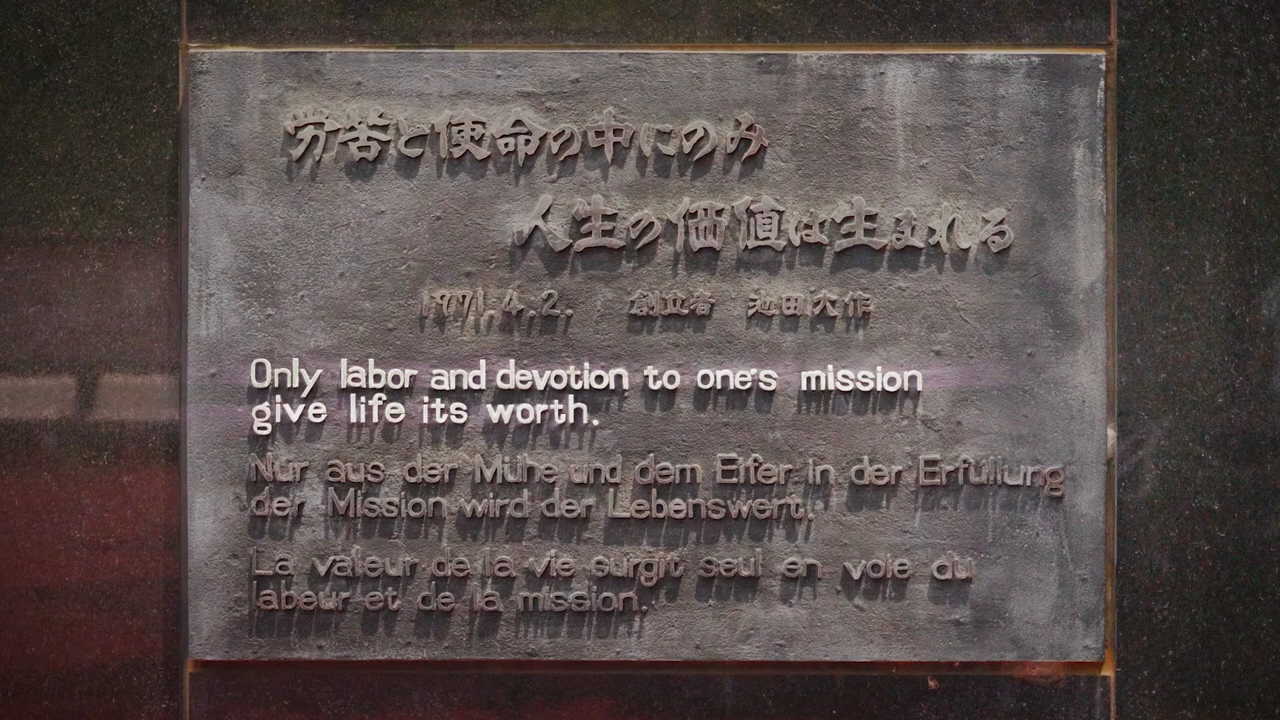 労苦と使命の中にのみ
人生の価値は生まれる
1971.4.2. 創立者 池田大作
Only labor and devotion to one's mission
give life its worth.
Nur aus der Mühe und dem Eifer in der Erfüllung
der Mission wird der Lebenswert.
La valeur de la vie surgit seul en voie du
labeur et de la mission.